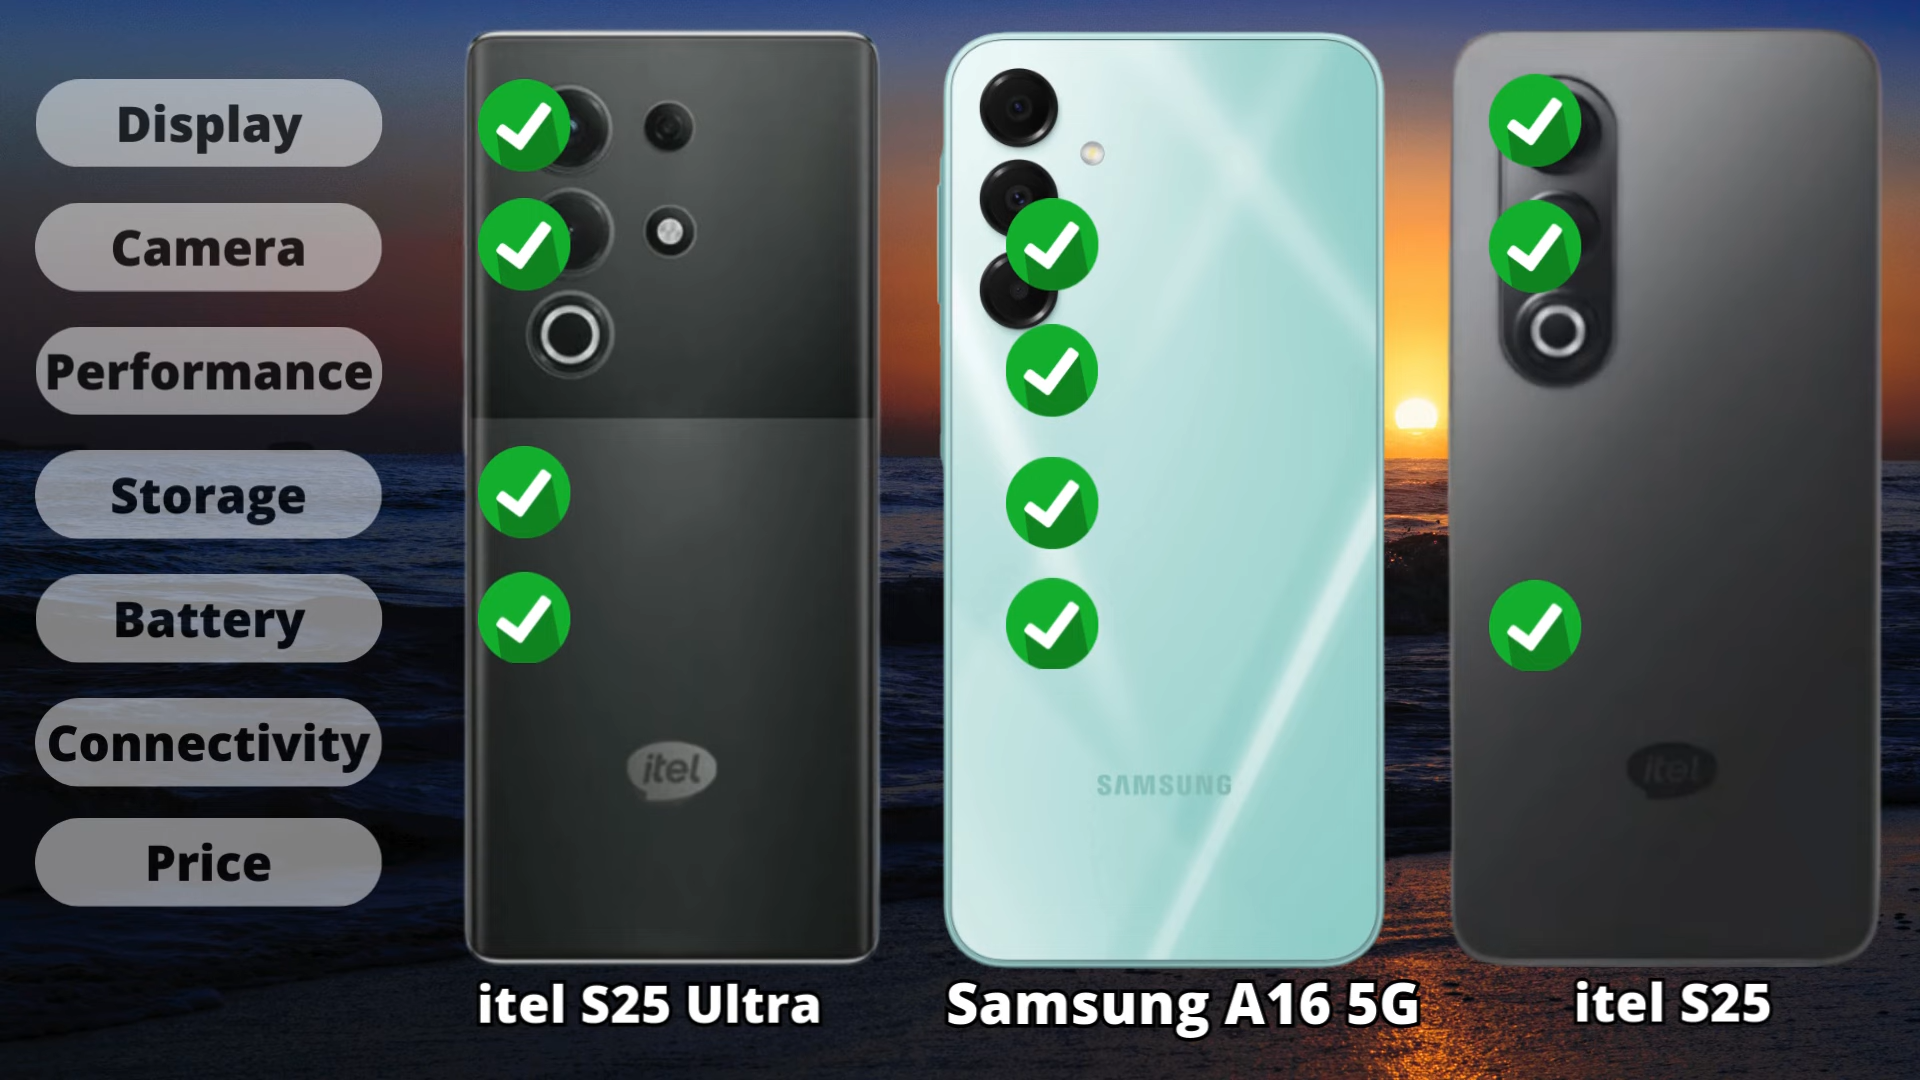 Display
Camera
Performance
Storage
Battery
Connectivity
Price
itel
SAMSUNG
itel
itel S25 Ultra
Samsung A16 5G
itel S25